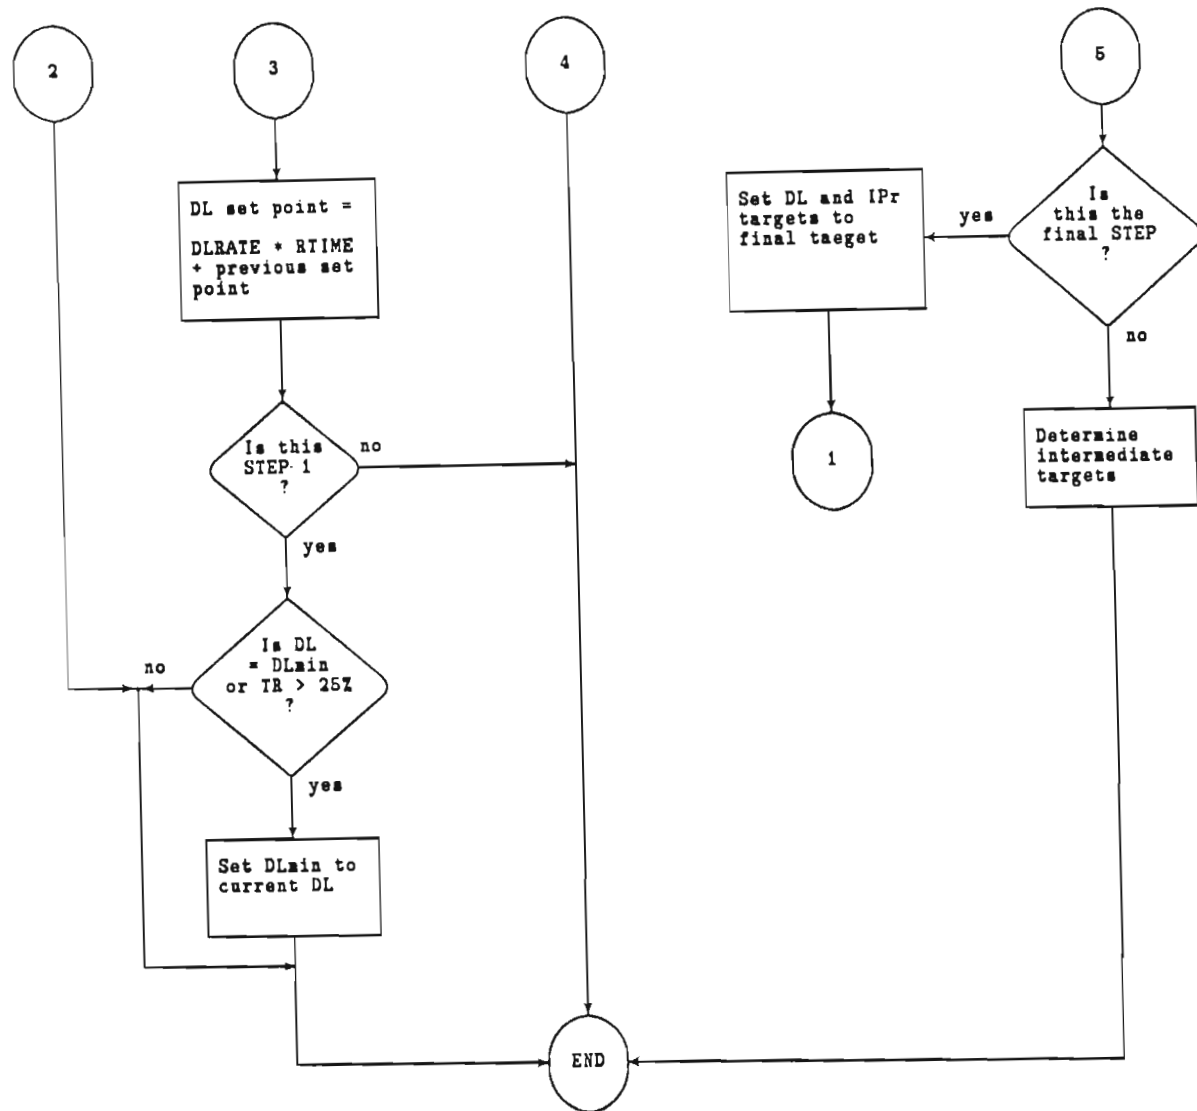 2
3
4
5
DL set point =
DLRATE * RTIME
+ previous set
point
Set DL and IPr
targets to
final taeget
yes
Is
this the
final STEP
?
no
Is this
STEP 1
?
no
yes
1
Determine
intermediate
targets
Is DL
= DLmin
or TR > 25%
?
no
yes
Set DLmin to
current DL
END